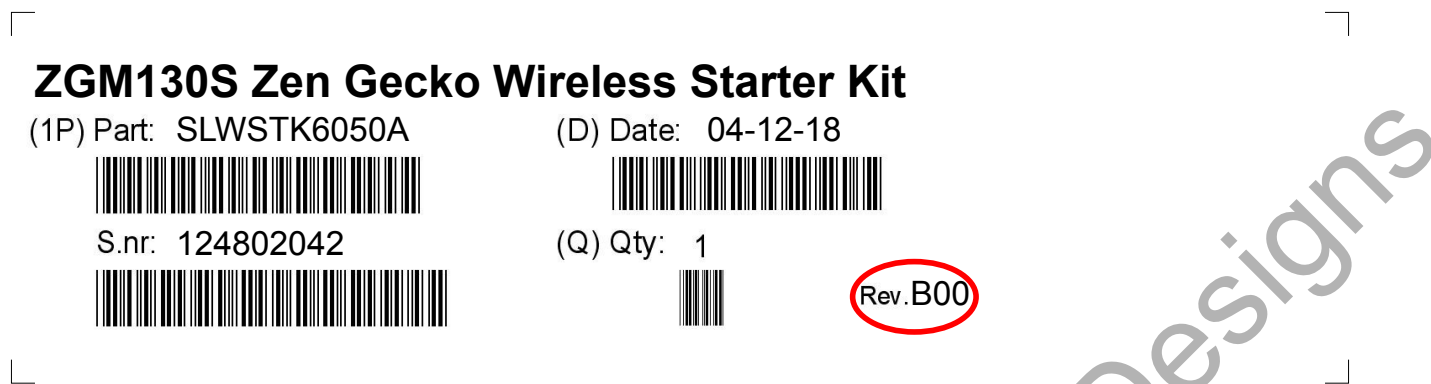 ZGM130S Zen Gecko Wireless Starter Kit
(1P) Part: SLWSTK6050A
(D) Date: 04-12-18
S.nr: 124802042
(Q) Qty: 1
Rev.B00
Designs